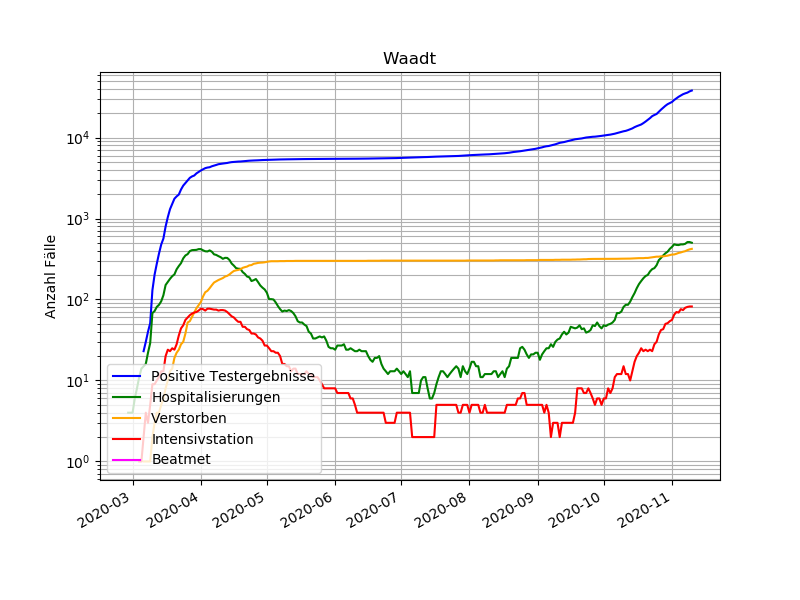 Waadt
Anzahl Fälle
10^4
10^3
10^2
10^1
10^0
Positive Testergebnisse
Hospitalisierungen
Verstorben
Intensivstation
Beatmet
2020-03
2020-04
2020-05
2020-06
2020-07
2020-08
2020-09
2020-10
2020-11